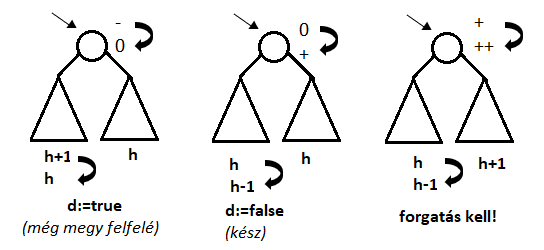 -
0
h+1
h
h
d:=true
(még megy felfelé)
0
+
h
h-1
h
d:=false
(kész)
+
++
h
h-1
h+1
forgatás kell!